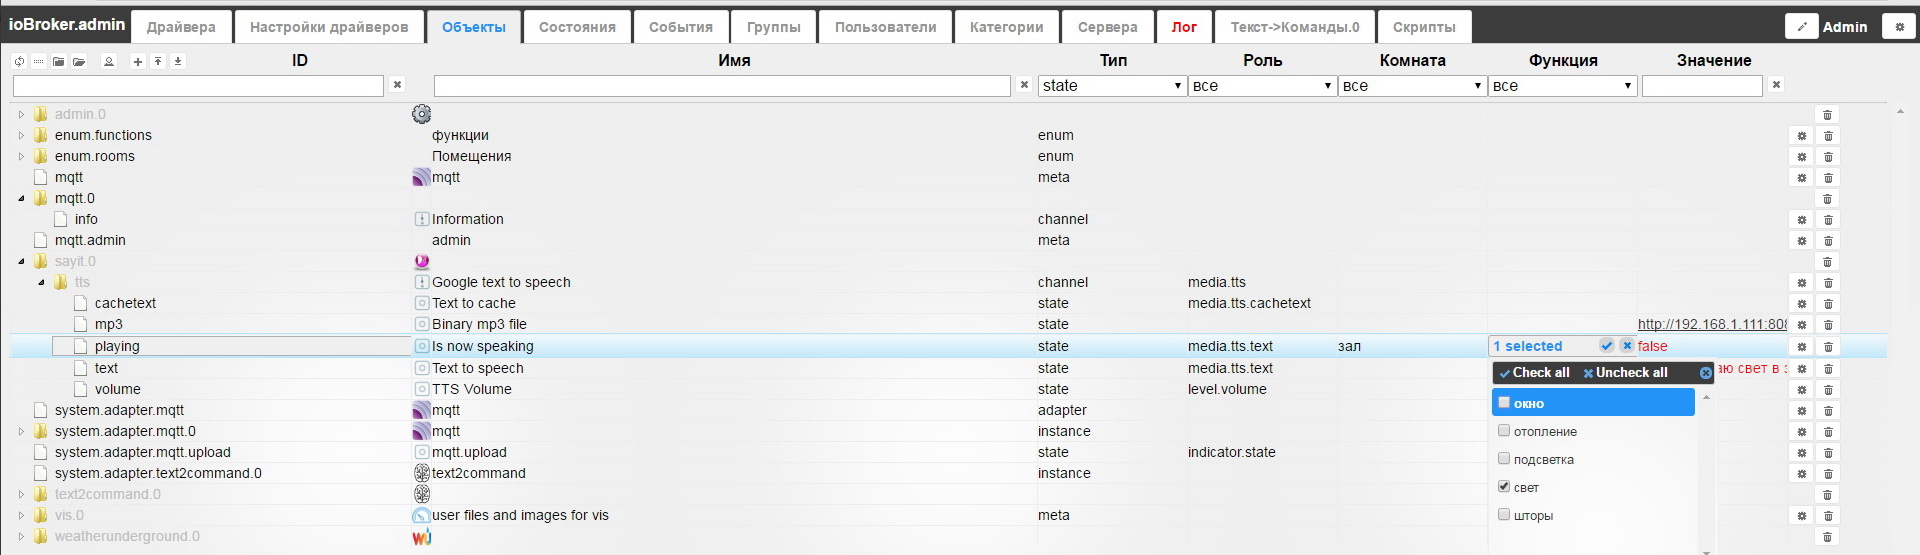 ioBroker.admin Драйвера Настройки драйверов Объекты Состояния События Группы Пользователи Категории Сервера Лог Текст->Команды.0 Скрипты Admin
ID Имя Тип Роль Комната Функция Значение
state все все все
admin.0
enum.functions функции enum
enum.rooms Помещения enum
mqtt mqtt meta
mqtt.0
info Information channel
mqtt.admin admin meta
sayit.0
tts Google text to speech channel media.tts
cachetext Text to cache state media.tts.cachetext
mp3 Binary mp3 file state http://192.168.1.111:808
playing Is now speaking state media.tts.text зал 1 selected false
text Text to speech state media.tts.text Check all Uncheck all аю свет в з
volume TTS Volume state level.volume
system.adapter.mqtt mqtt adapter окно
system.adapter.mqtt.0 mqtt instance отопление
system.adapter.mqtt.upload mqtt.upload state indicator.state подсветка
system.adapter.text2command.0 text2command instance
text2command.0 свет
vis.0 user files and images for vis meta шторы
weatherunderground.0